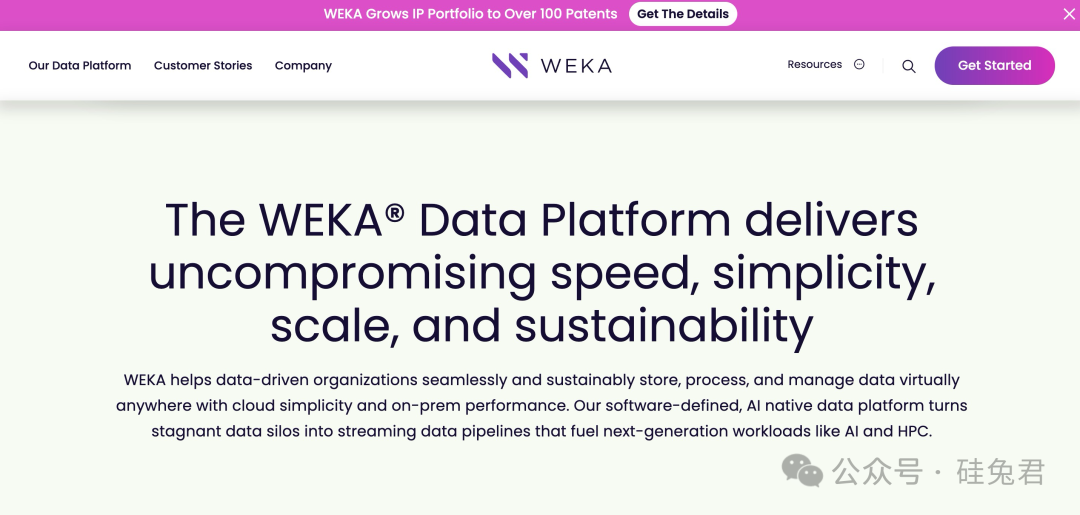 WEKA Grows IP Portfolio to Over 100 Patents Get The Details
Our Data Platform Customer Stories Company WEKA Resources Get Started
The WEKA® Data Platform delivers
uncompromising speed, simplicity,
scale, and sustainability
WEKA helps data-driven organizations seamlessly and sustainably store, process, and manage data virtually
anywhere with cloud simplicity and on-prem performance. Our software-defined, AI native data platform turns
stagnant data silos into streaming data pipelines that fuel next-generation workloads like AI and HPC.
公众号 · 硅兔君